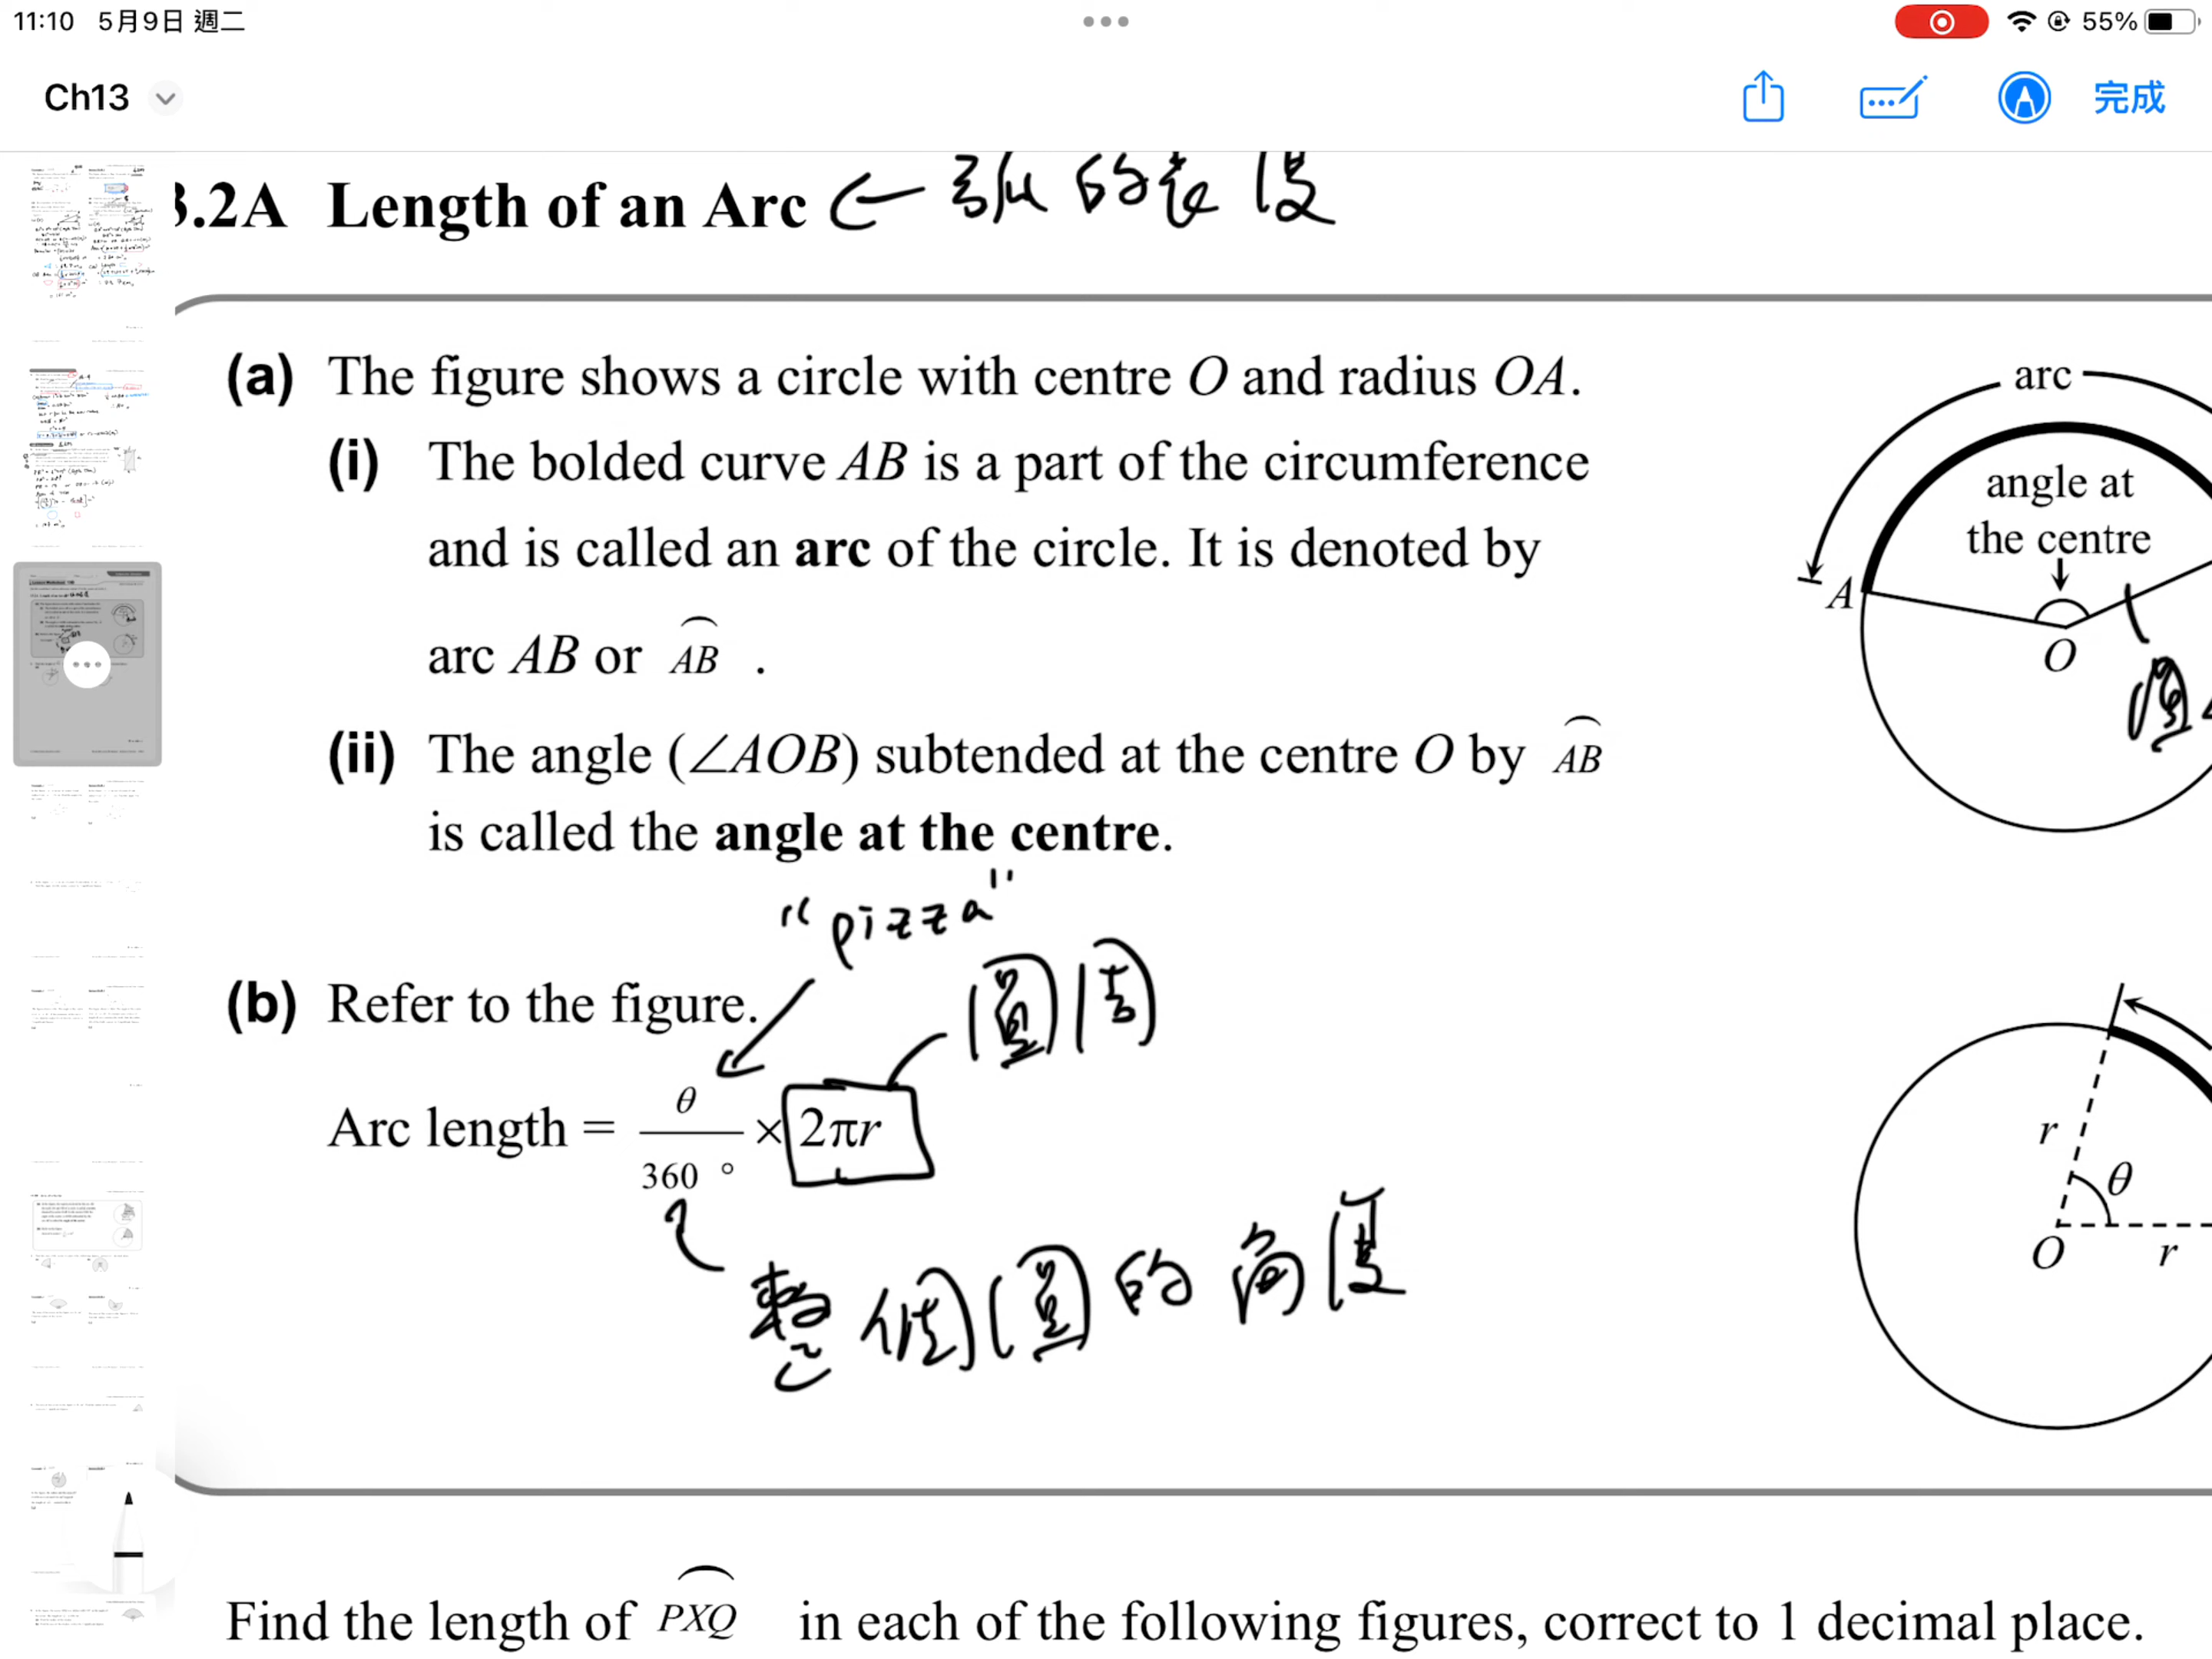 11:10 5月9日 週二
55%
Ch13
完成
3.2A Length of an Arc ← 弧的長度
(a) The figure shows a circle with centre O and radius OA.
(i) The bolded curve AB is a part of the circumference
and is called an arc of the circle. It is denoted by
arc AB or AB .
(ii) The angle (∠AOB) subtended at the centre O by AB
is called the angle at the centre.
arc
angle at
the centre
A
O
圓
"pizza"
圓周
(b) Refer to the figure.
Arc length = θ/360° × 2πr
整個圓的角度
r
θ
O
r
Find the length of PXQ in each of the following figures, correct to 1 decimal place.